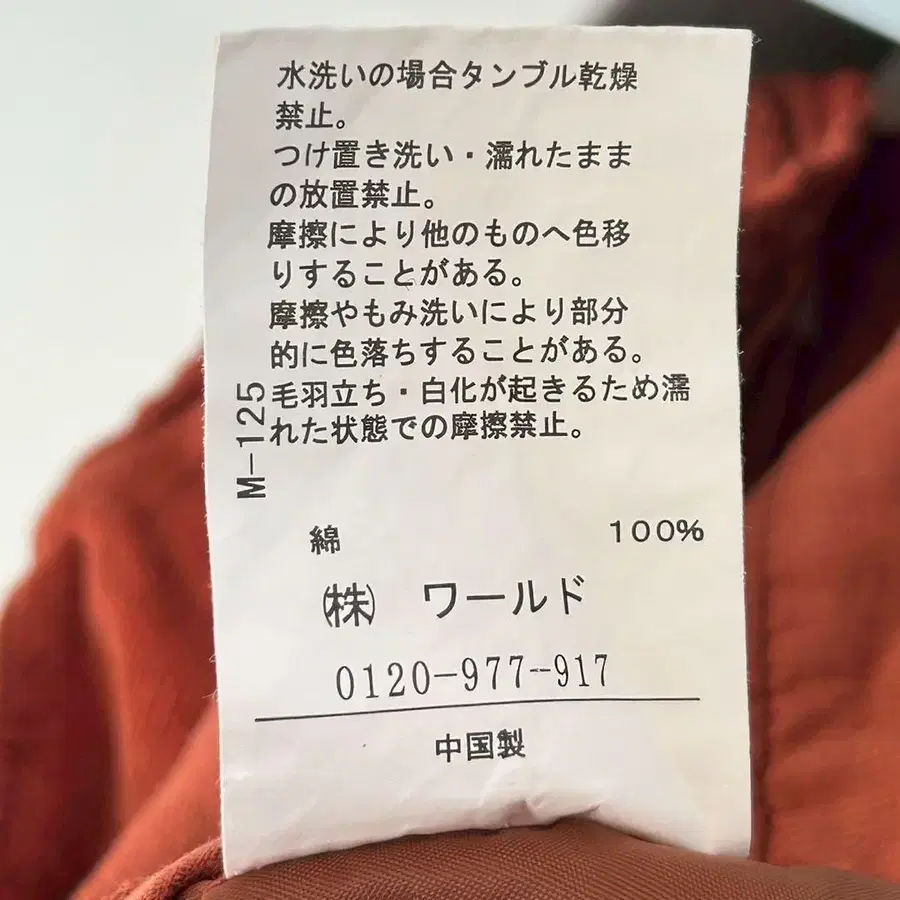 水洗いの場合タンブル乾燥
禁止。
つけ置き洗い・濡れたまま
の放置禁止。
摩擦により他のものへ色移
りすることがある。
摩擦やもみ洗いにより部分
的に色落ちすることがある。
毛羽立ち・白化が起きるため濡
れた状態での摩擦禁止。
M-125
綿 100%
㈱ ワールド
0120-977-917
中国製